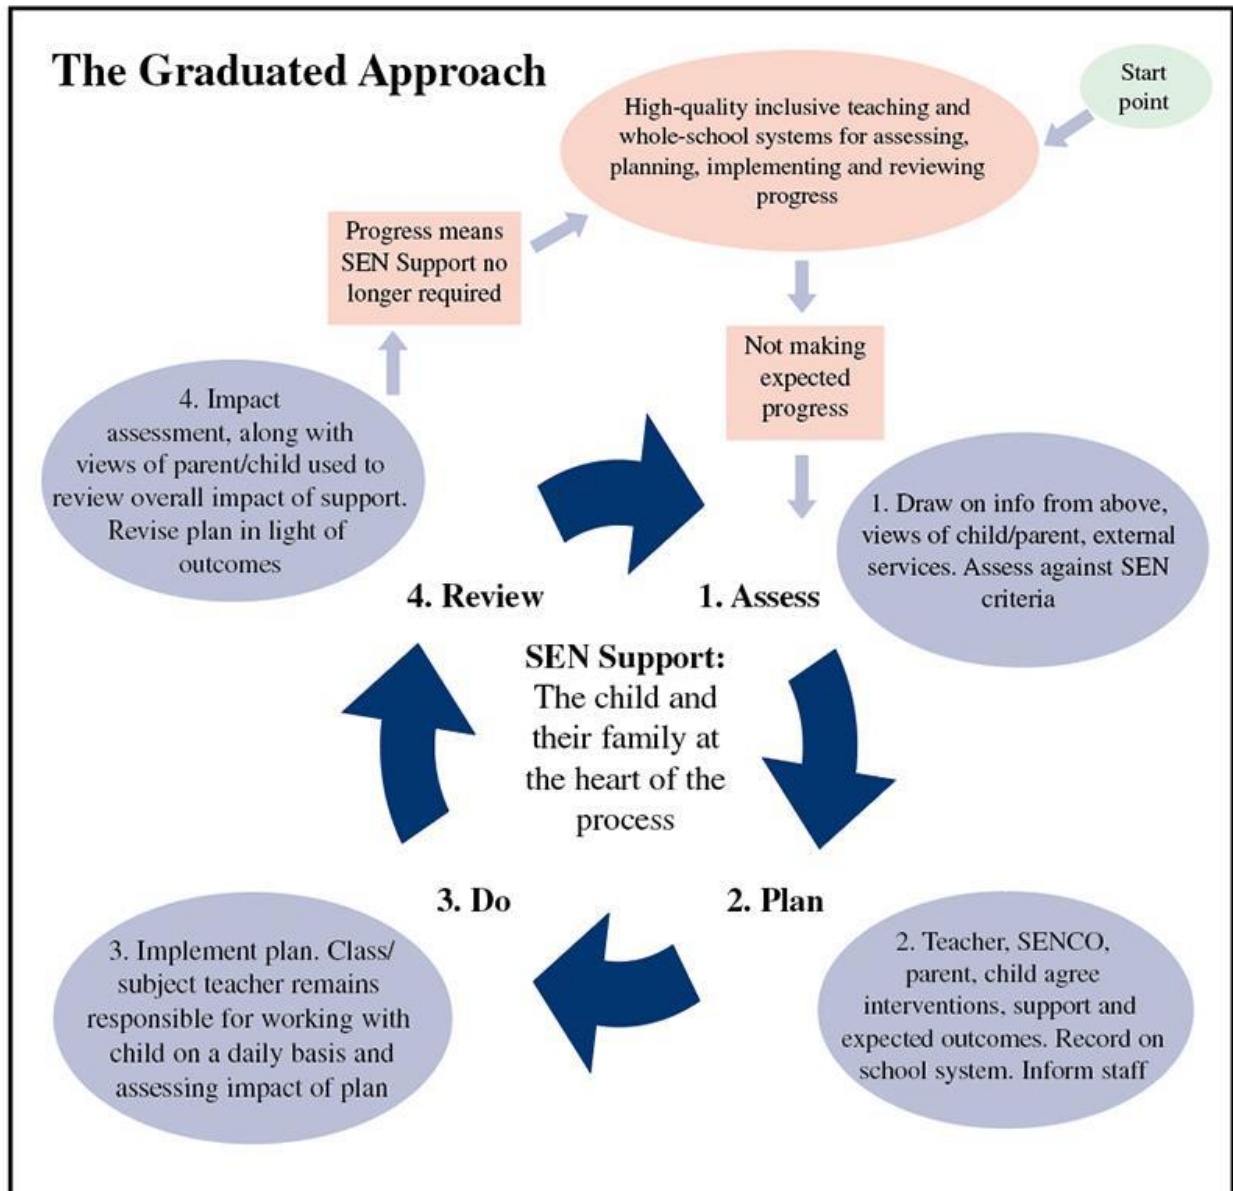 The Graduated Approach
Start
point
High-quality inclusive teaching and
whole-school systems for assessing,
planning, implementing and reviewing
progress
Progress means
SEN Support no
longer required
Not making
expected
progress
4. Impact
assessment, along with
views of parent/child used to
review overall impact of support.
Revise plan in light of
outcomes
1. Draw on info from above,
views of child/parent, external
services. Assess against SEN
criteria
4. Review
1. Assess
SEN Support:
The child and
their family at
the heart of the
process
3. Do
2. Plan
3. Implement plan. Class/
subject teacher remains
responsible for working with
child on a daily basis and
assessing impact of plan
2. Teacher, SENCO,
parent, child agree
interventions, support and
expected outcomes. Record on
school system. Inform staff